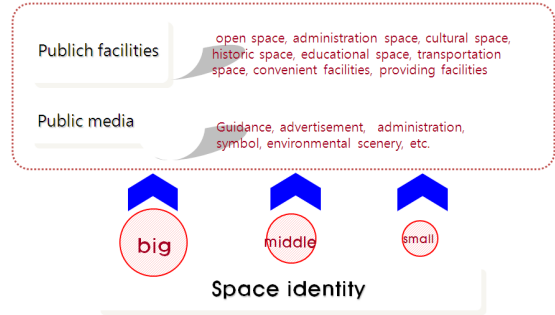 Publich facilities
open space, administration space, cultural space,
historic space, educational space, transportation
space, convenient facilities, providing facilities
Public media
Guidance, advertisement, administration,
symbol, environmental scenery, etc.
big
middle
small
Space identity